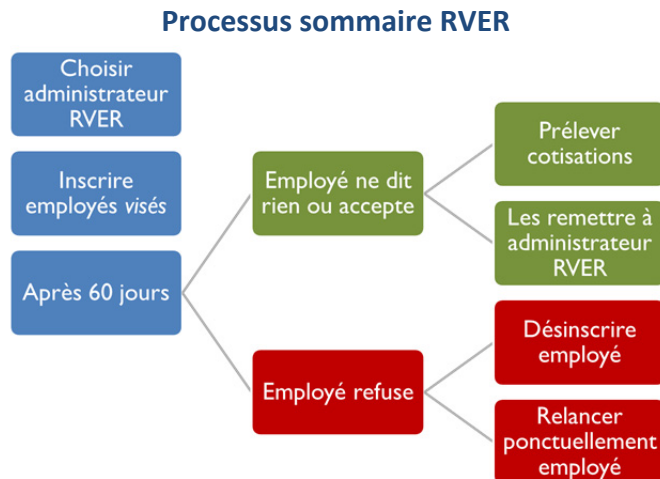 Processus sommaire RVER
Choisir
administrateur
RVER
Inscrire
employés visés
Après 60 jours
Employé ne dit
rien ou accepte
Employé refuse
Prélever
cotisations
Les remettre à
administrateur
RVER
Désinscrire
employé
Relancer
ponctuellement
employé